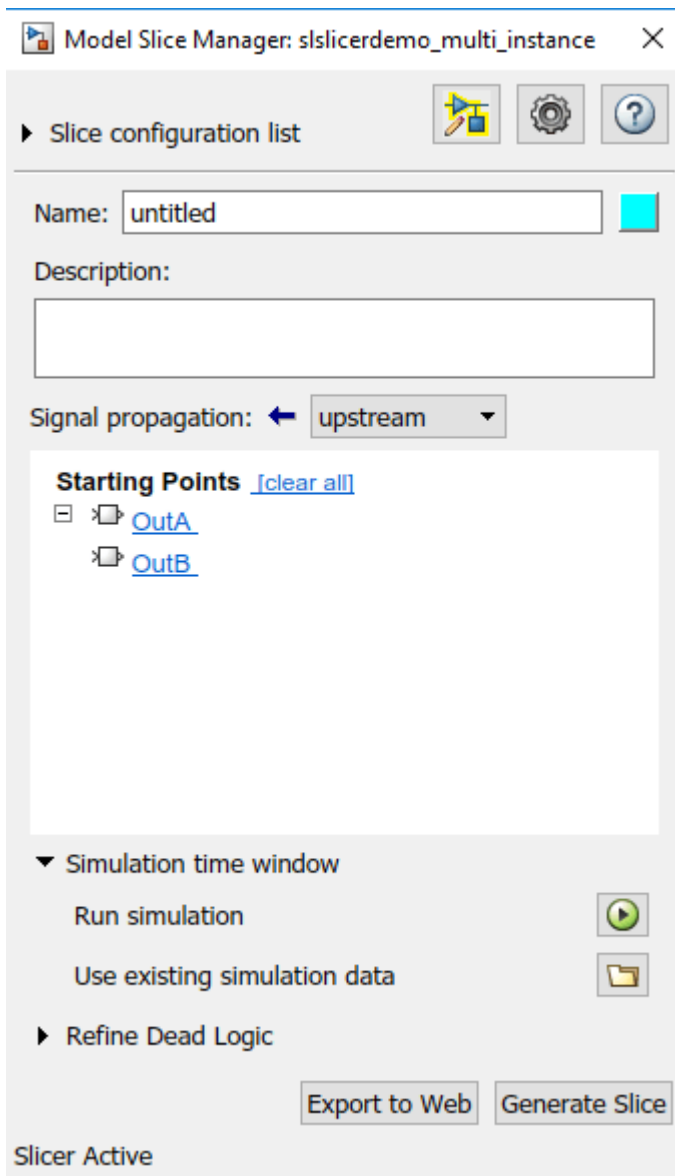 Model Slice Manager: slslicerdemo_multi_instance
Slice configuration list
Name: untitled
Description:
Signal propagation: upstream
Starting Points [clear all]
OutA
OutB
Simulation time window
Run simulation
Use existing simulation data
Refine Dead Logic
Export to Web Generate Slice
Slicer Active